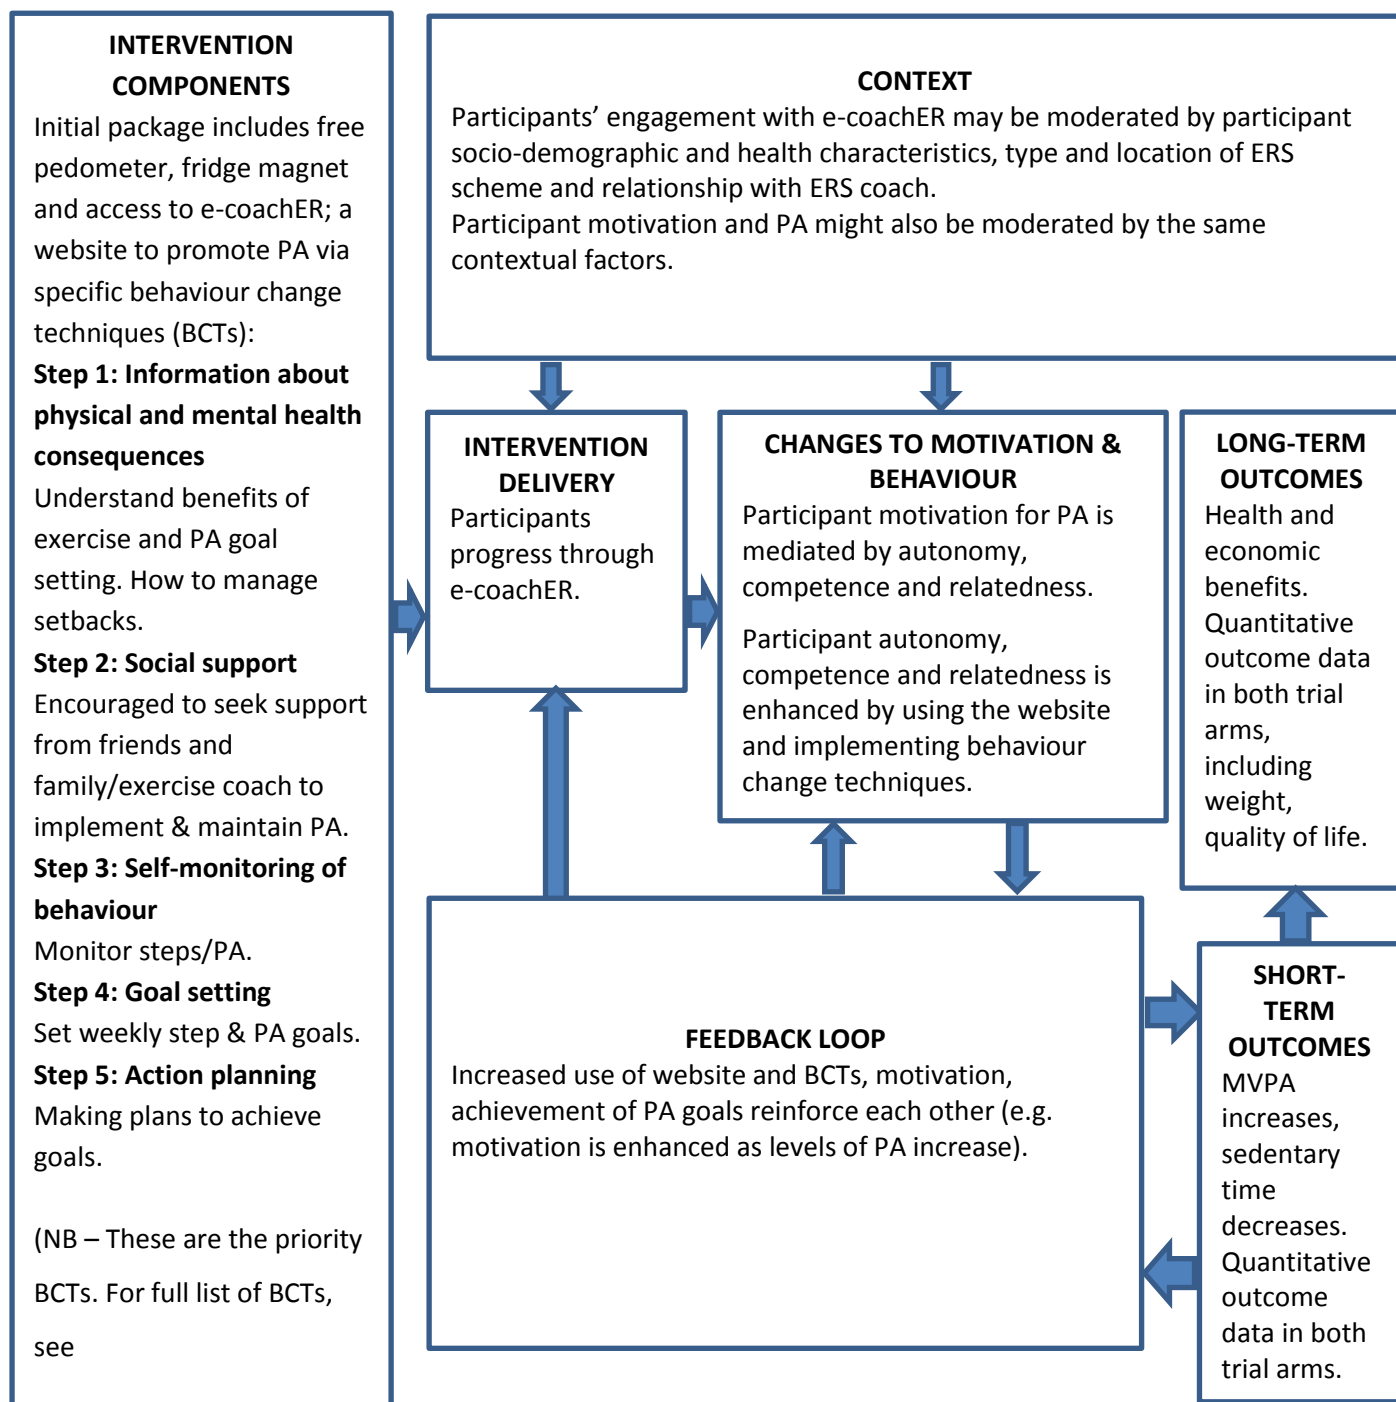 INTERVENTION
COMPONENTS
Initial package includes free
pedometer, fridge magnet
and access to e-coachER; a
website to promote PA via
specific behaviour change
techniques (BCTs):
Step 1: Information about
physical and mental health
consequences
Understand benefits of
exercise and PA goal
setting. How to manage
setbacks.
Step 2: Social support
Encouraged to seek support
from friends and
family/exercise coach to
implement & maintain PA.
Step 3: Self-monitoring of
behaviour
Monitor steps/PA.
Step 4: Goal setting
Set weekly step & PA goals.
Step 5: Action planning
Making plans to achieve
goals.
(NB – These are the priority
BCTs. For full list of BCTs,
see
CONTEXT
Participants’ engagement with e-coachER may be moderated by participant
socio-demographic and health characteristics, type and location of ERS
scheme and relationship with ERS coach.
Participant motivation and PA might also be moderated by the same
contextual factors.
INTERVENTION
DELIVERY
Participants
progress through
e-coachER.
CHANGES TO MOTIVATION &
BEHAVIOUR
Participant motivation for PA is
mediated by autonomy,
competence and relatedness.
Participant autonomy,
competence and relatedness is
enhanced by using the website
and implementing behaviour
change techniques.
LONG-TERM
OUTCOMES
Health and
economic
benefits.
Quantitative
outcome data
in both trial
arms,
including
weight,
quality of life.
FEEDBACK LOOP
Increased use of website and BCTs, motivation,
achievement of PA goals reinforce each other (e.g.
motivation is enhanced as levels of PA increase).
SHORT-
TERM
OUTCOMES
MVPA
increases,
sedentary
time
decreases.
Quantitative
outcome
data in both
trial arms.